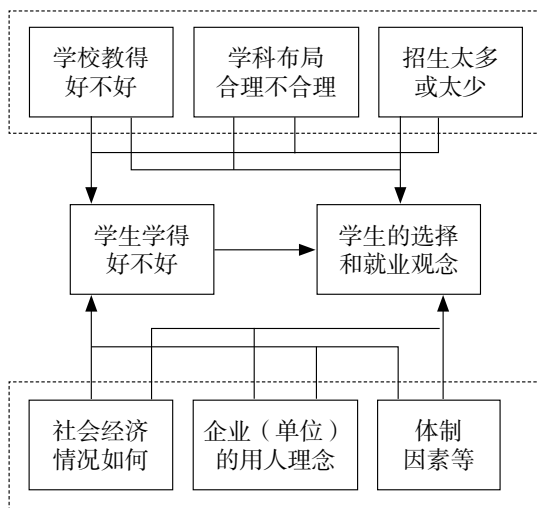 学校教得
好不好
学科布局
合理不合理
招生太多
或太少
学生学得
好不好
学生的选择
和就业观念
社会经济
情况如何
企业（单位）
的用人理念
体制
因素等